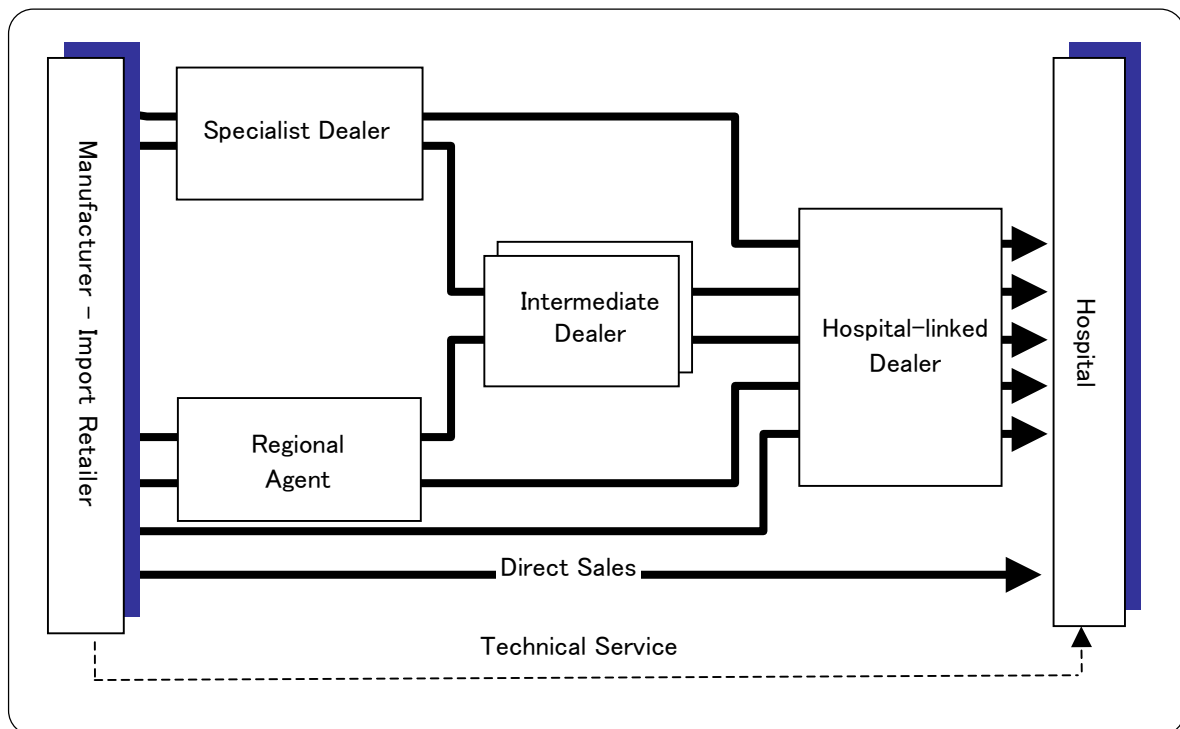 Manufacturer – Import Retailer
Specialist Dealer
Intermediate
Dealer
Regional
Agent
Hospital-linked
Dealer
Hospital
Direct Sales
Technical Service